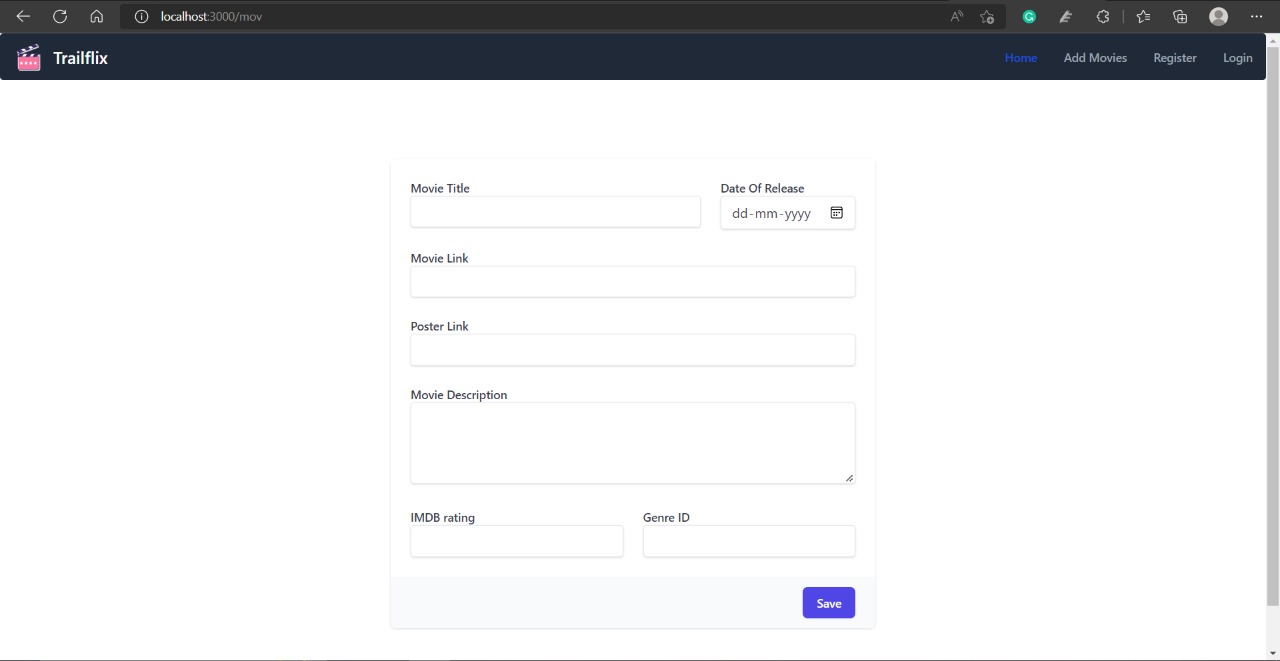 localhost:3000/mov
Trailflix Home Add Movies Register Login
Movie Title Date Of Release
dd-mm-yyyy
Movie Link
Poster Link
Movie Description
IMDB rating Genre ID
Save